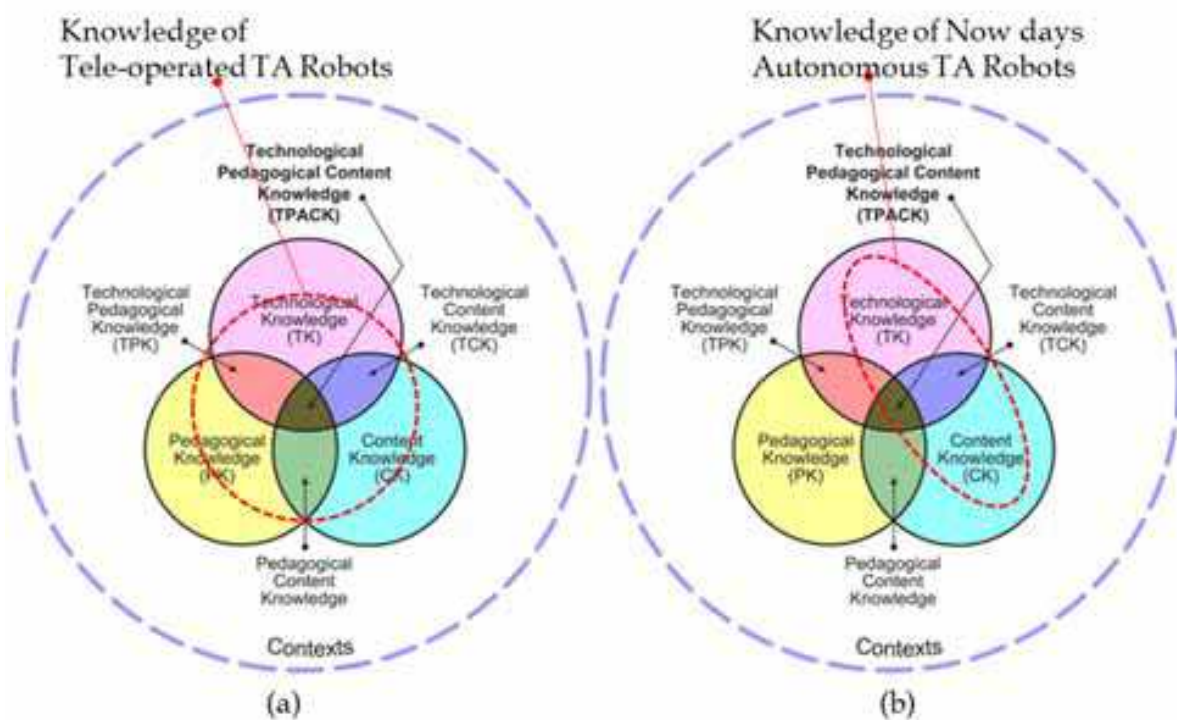 Knowledge of
Tele-operated TA Robots
Technological
Pedagogical Content
Knowledge
(TPACK)
Technological
Pedagogical
Knowledge
(TPK)
Technological
Knowledge
(TK)
Technological
Content
Knowledge
(TCK)
Pedagogical
Knowledge
(PK)
Content
Knowledge
(CK)
Pedagogical
Content
Knowledge
Contexts
(a)
Knowledge of Now days
Autonomous TA Robots
Technological
Pedagogical Content
Knowledge
(TPACK)
Technological
Pedagogical
Knowledge
(TPK)
Technological
Knowledge
(TK)
Technological
Content
Knowledge
(TCK)
Pedagogical
Knowledge
(PK)
Content
Knowledge
(CK)
Pedagogical
Content
Knowledge
Contexts
(b)